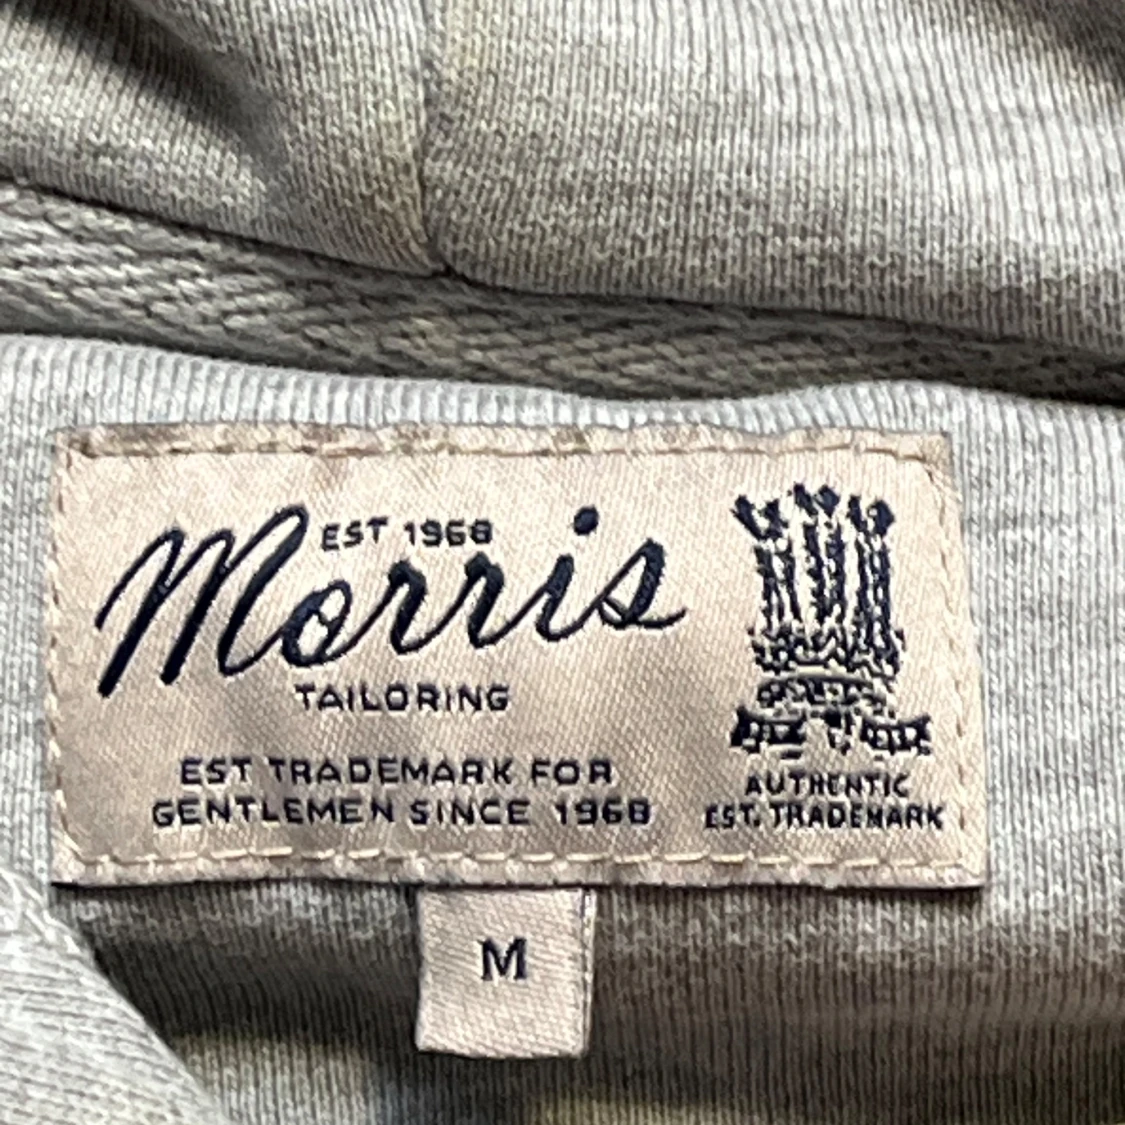 EST 1968
Morris
TAILORING
EST TRADEMARK FOR
GENTLEMEN SINCE 1968
AUTHENTIC
EST. TRADEMARK
M